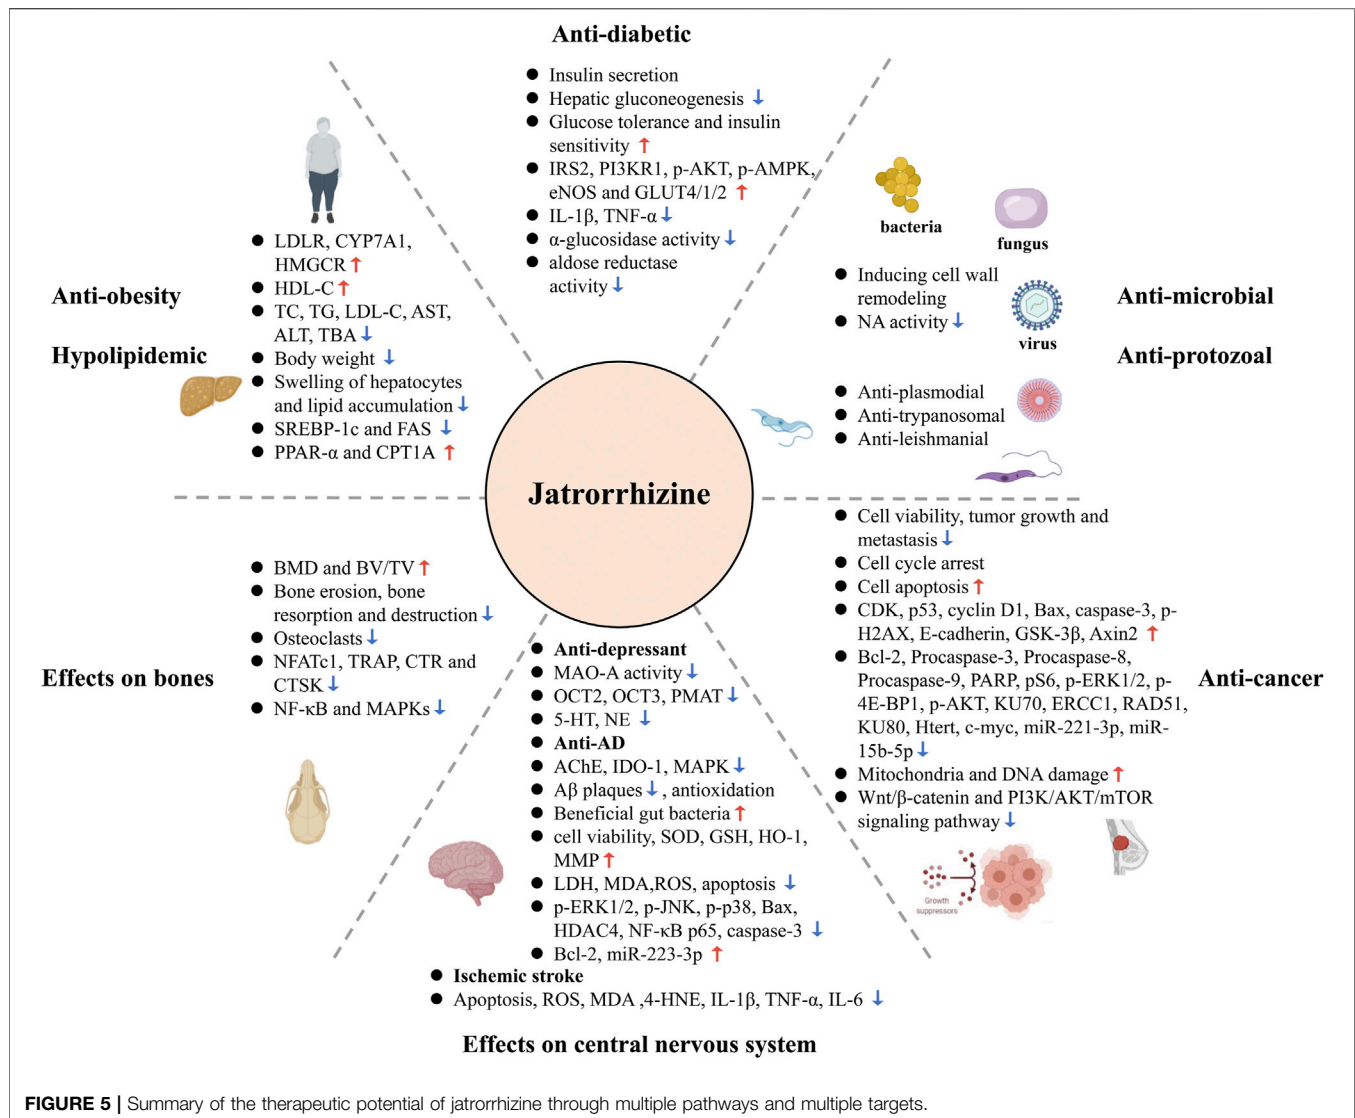 Anti-diabetic
● Insulin secretion
● Hepatic gluconeogenesis ↓
● Glucose tolerance and insulin
sensitivity ↑
● IRS2, PI3KR1, p-AKT, p-AMPK,
eNOS and GLUT4/1/2 ↑
● IL-1β, TNF-α ↓
● α-glucosidase activity ↓
● aldose reductase
activity ↓
Anti-obesity
Hypolipidemic
● LDLR, CYP7A1,
HMGCR ↑
● HDL-C ↑
● TC, TG, LDL-C, AST,
ALT, TBA ↓
● Body weight ↓
● Swelling of hepatocytes
and lipid accumulation ↓
● SREBP-1c and FAS ↓
● PPAR-α and CPT1A ↑
bacteria
fungus
● Inducing cell wall
remodeling
● NA activity ↓
virus
● Anti-plasmodial
● Anti-trypanosomal
● Anti-leishmanial
Anti-microbial
Anti-protozoal
Jatrorrhizine
Effects on bones
● BMD and BV/TV ↑
● Bone erosion, bone
resorption and destruction ↓
● Osteoclasts ↓
● NFATc1, TRAP, CTR and
CTSK ↓
● NF-κB and MAPKs ↓
● Cell viability, tumor growth and
metastasis ↓
● Cell cycle arrest
● Cell apoptosis ↑
● CDK, p53, cyclin D1, Bax, caspase-3, p-
H2AX, E-cadherin, GSK-3β, Axin2 ↑
● Bcl-2, Procaspase-3, Procaspase-8,
Procaspase-9, PARP, pS6, p-ERK1/2, p-
4E-BP1, p-AKT, KU70, ERCC1, RAD51,
KU80, Htert, c-myc, miR-221-3p, miR-
15b-5p ↓
● Mitochondria and DNA damage ↑
● Wnt/β-catenin and PI3K/AKT/mTOR
signaling pathway ↓
Anti-cancer
Growth
suppressors
● Anti-depressant
● MAO-A activity ↓
● OCT2, OCT3, PMAT ↓
● 5-HT, NE ↓
● Anti-AD
● AChE, IDO-1, MAPK ↓
● Aβ plaques ↓ , antioxidation
● Beneficial gut bacteria ↑
● cell viability, SOD, GSH, HO-1,
MMP ↑
● LDH, MDA,ROS, apoptosis ↓
● p-ERK1/2, p-JNK, p-p38, Bax,
HDAC4, NF-κB p65, caspase-3 ↓
● Bcl-2, miR-223-3p ↑
● Ischemic stroke
● Apoptosis, ROS, MDA ,4-HNE, IL-1β, TNF-α, IL-6 ↓
Effects on central nervous system
FIGURE 5 | Summary of the therapeutic potential of jatrorrhizine through multiple pathways and multiple targets.